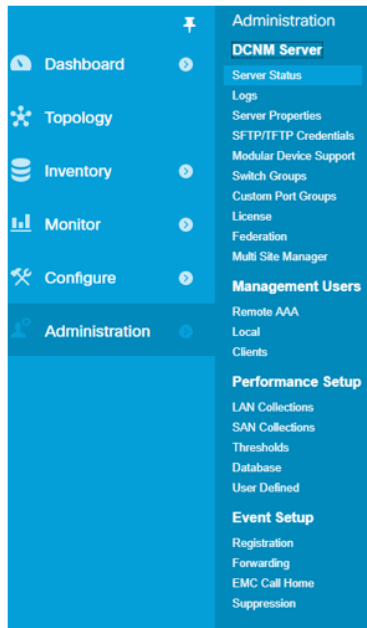 Dashboard
Topology
Inventory
Monitor
Configure
Administration
Administration
DCNM Server
Server Status
Logs
Server Properties
SFTP/TFTP Credentials
Modular Device Support
Switch Groups
Custom Port Groups
License
Federation
Multi Site Manager
Management Users
Remote AAA
Local
Clients
Performance Setup
LAN Collections
SAN Collections
Thresholds
Database
User Defined
Event Setup
Registration
Forwarding
EMC Call Home
Suppression